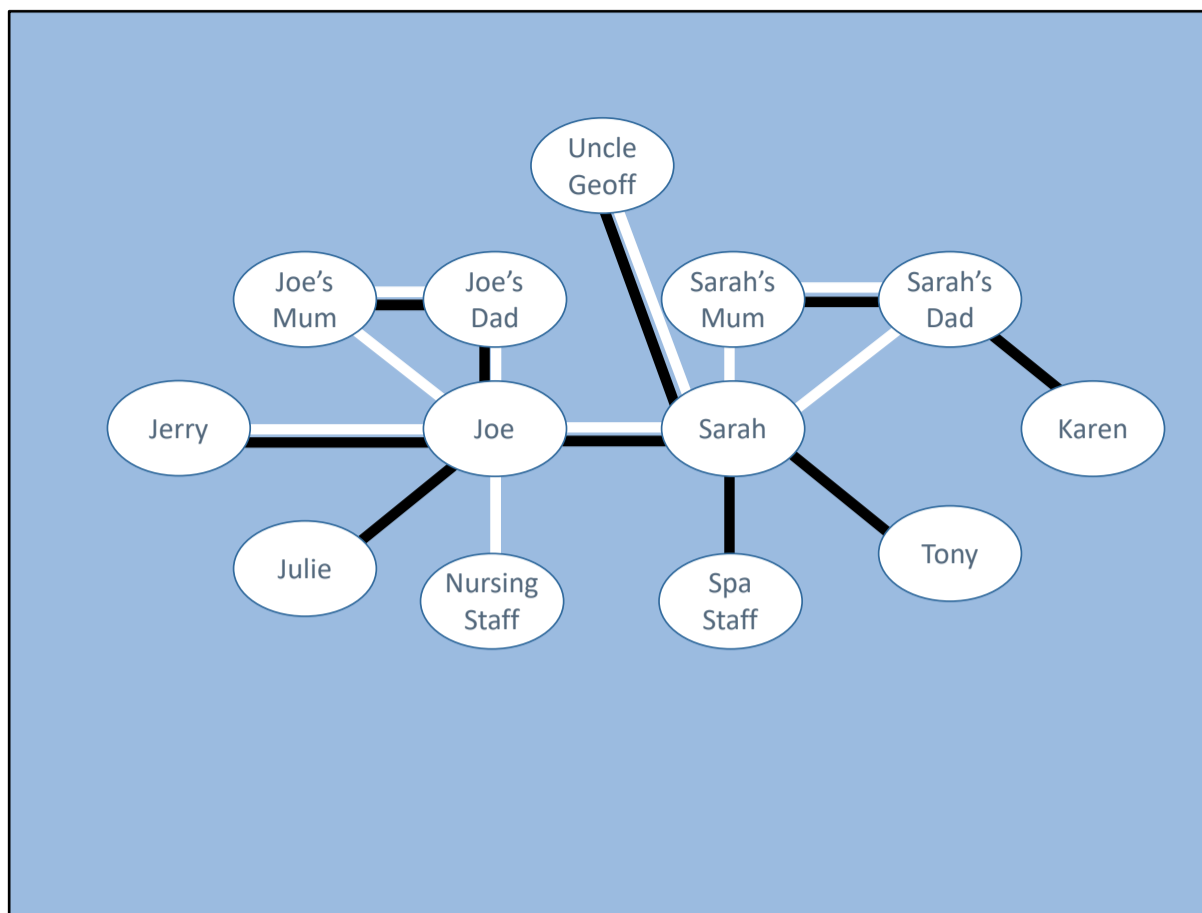 Uncle
Geoff
Joe’s
Mum
Joe’s
Dad
Sarah’s
Mum
Sarah’s
Dad
Jerry
Joe
Sarah
Karen
Julie
Nursing
Staff
Spa
Staff
Tony